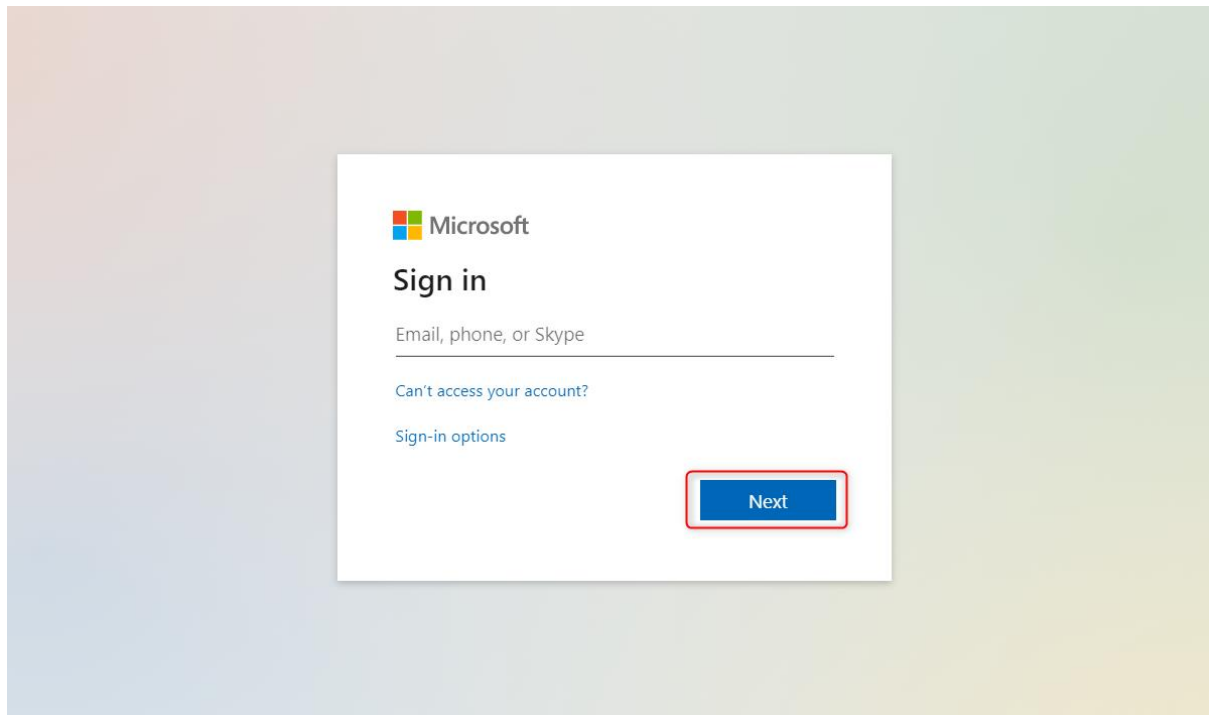 Microsoft
Sign in
Email, phone, or Skype
Can't access your account?
Sign-in options
Next